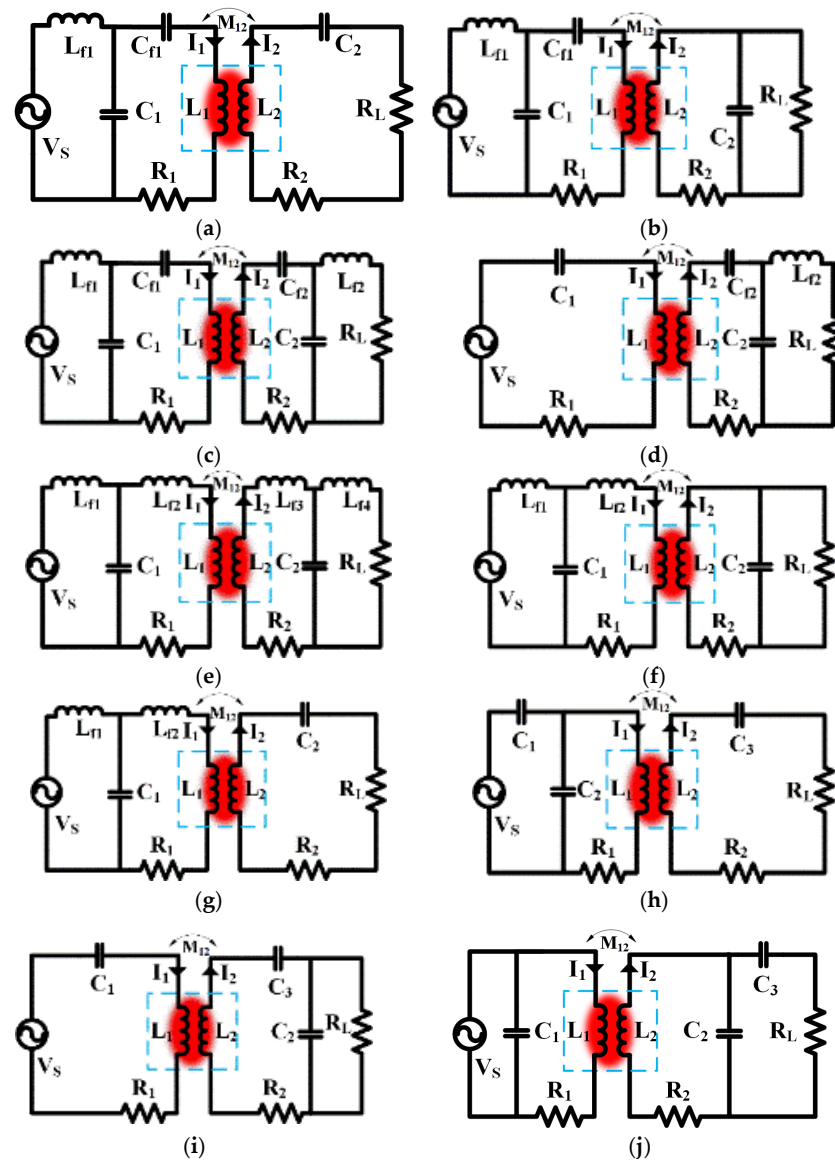 M12
Lf1 Cf1 I1 I2 C2
C1 L1 L2 RL
VS
R1 R2
(a)
M12
Lf1 Cf1 I1 I2
C1 L1 L2 C2 RL
VS
R1 R2
(b)
M12
Lf1 Cf1 I1 I2 Cf2 Lf2
C1 L1 L2 C2 RL
VS
R1 R2
(c)
M12
C1 I1 I2 Cf2 Lf2
L1 L2 C2 RL
VS
R1 R2
(d)
M12
Lf1 Lf2 I1 I2 Lf3 Lf4
C1 L1 L2 C2 RL
VS
R1 R2
(e)
M12
Lf1 Lf2 I1 I2
C1 L1 L2 C2 RL
VS
R1 R2
(f)
M12
Lf1 Lf2 I1 I2 C2
C1 L1 L2 RL
VS
R1 R2
(g)
M12
C1 I1 I2 C3
C2 L1 L2 RL
VS
R1 R2
(h)
M12
C1 I1 I2 C3
L1 L2 C2 RL
VS
R1 R2
(i)
M12
I1 I2 C3
C1 L1 L2 C2 RL
VS
R1 R2
(j)